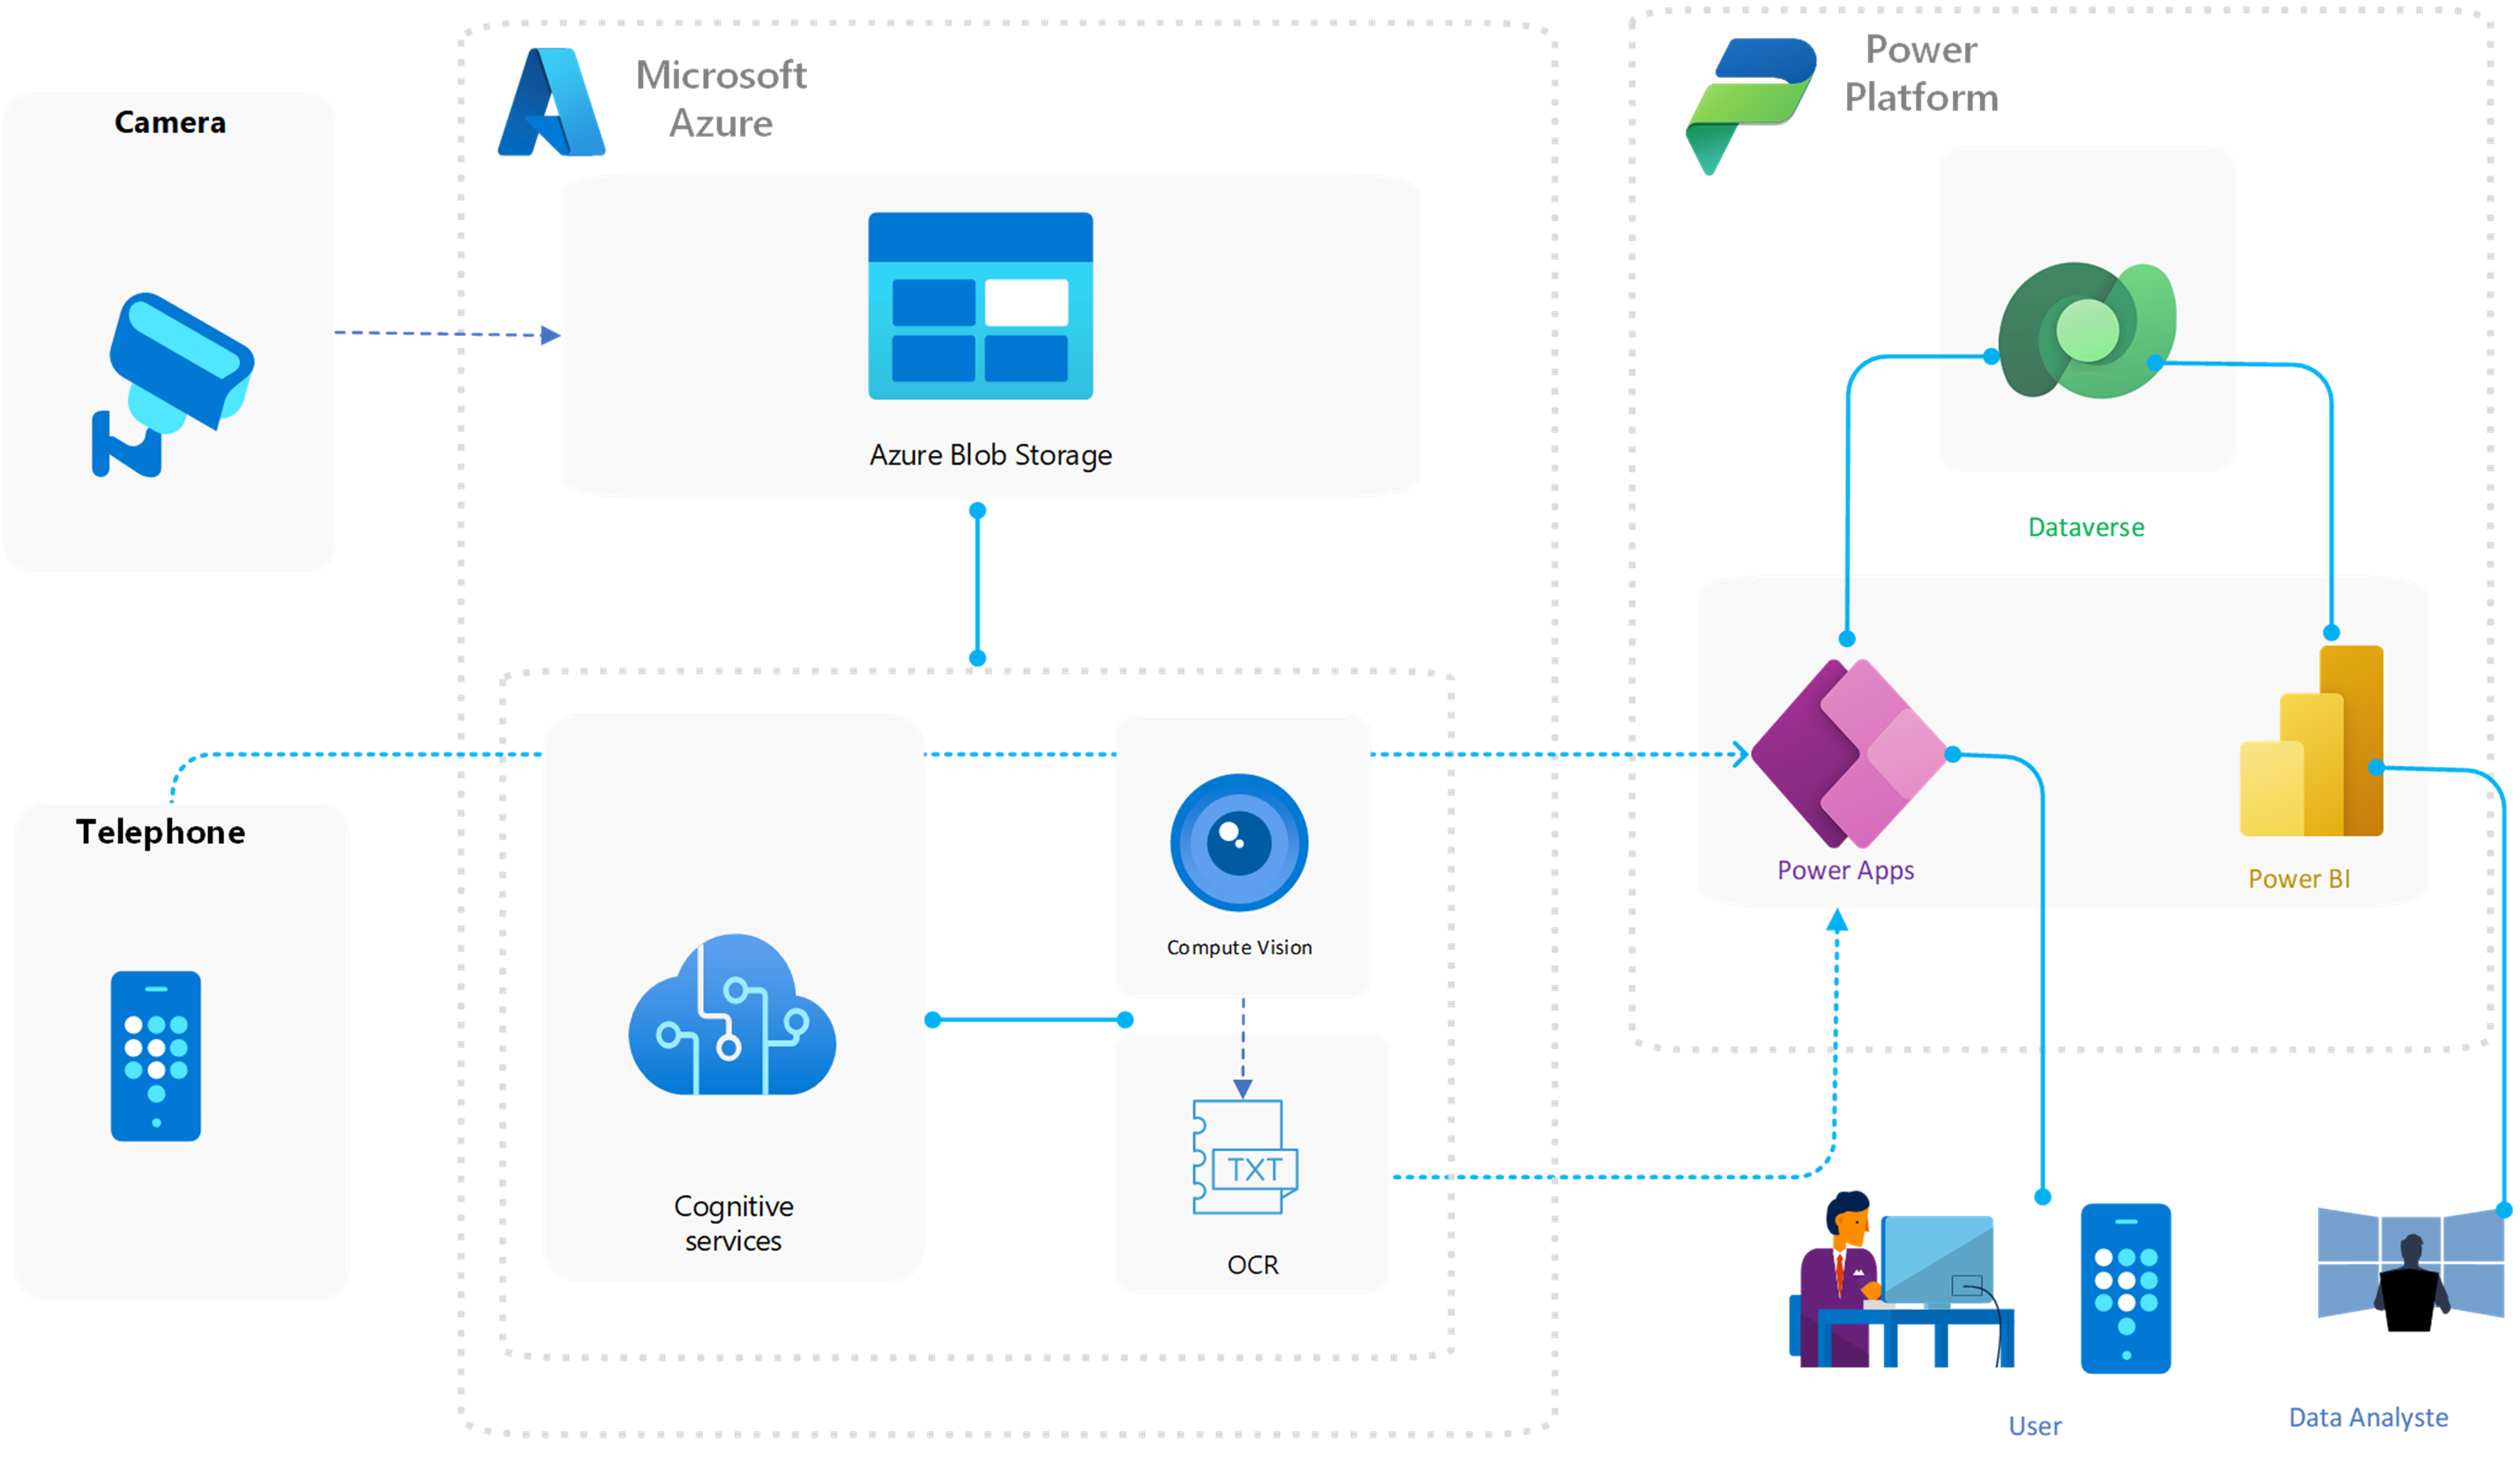 Camera
Microsoft
Azure
Power
Platform
Azure Blob Storage
Dataverse
Telephone
Power Apps
Power BI
Compute Vision
Cognitive
services
TXT
OCR
User
Data Analyste